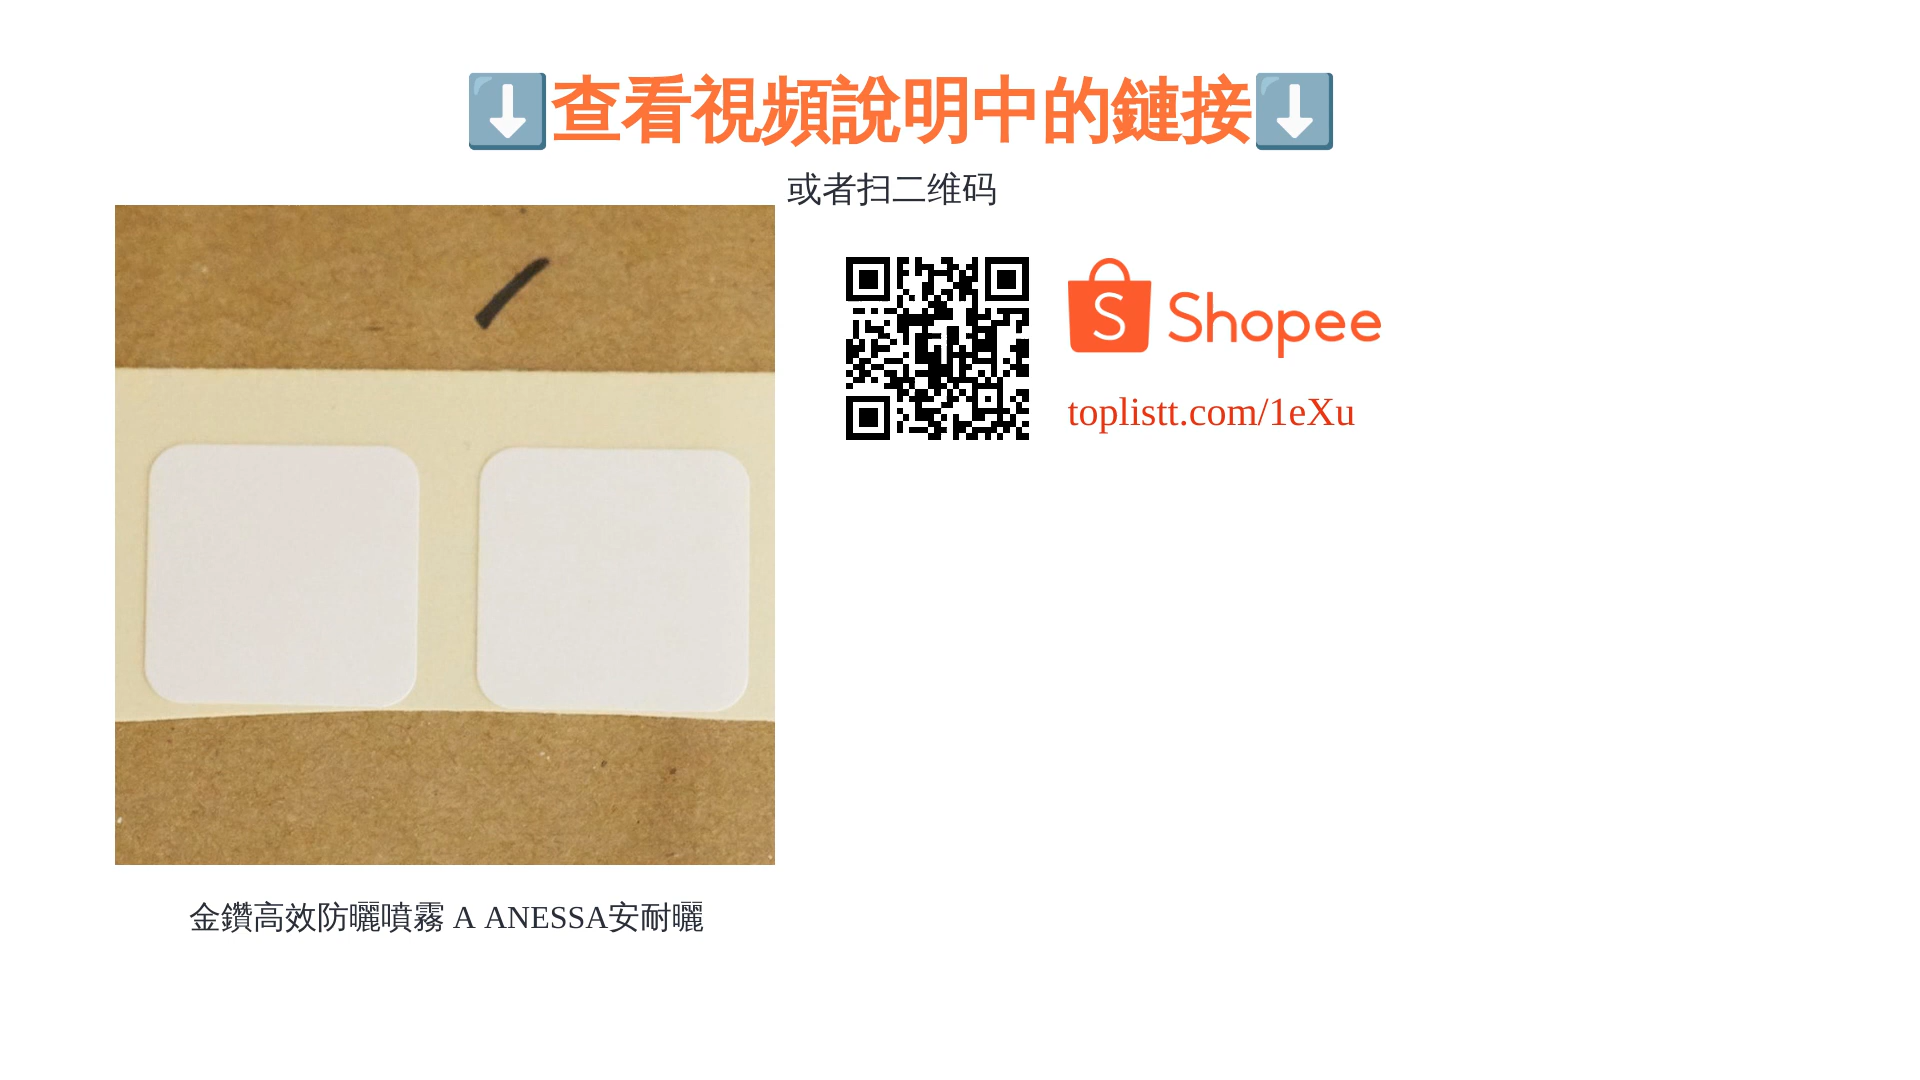 ⬇️查看視頻說明中的鏈接⬇️
或者扫二维码
Shopee
toplistt.com/1eXu
金鑽高效防曬噴霧 A ANESSA安耐曬